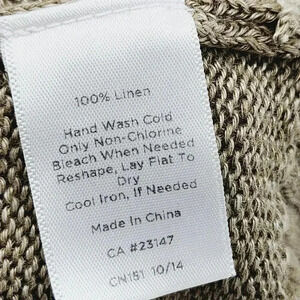 100% Linen
Hand Wash Cold
Only Non-Chlorine
Bleach When Needed
Reshape, Lay Flat To
Dry
Cool Iron, If Needed
Made In China
CA #23147
CN151 10/14